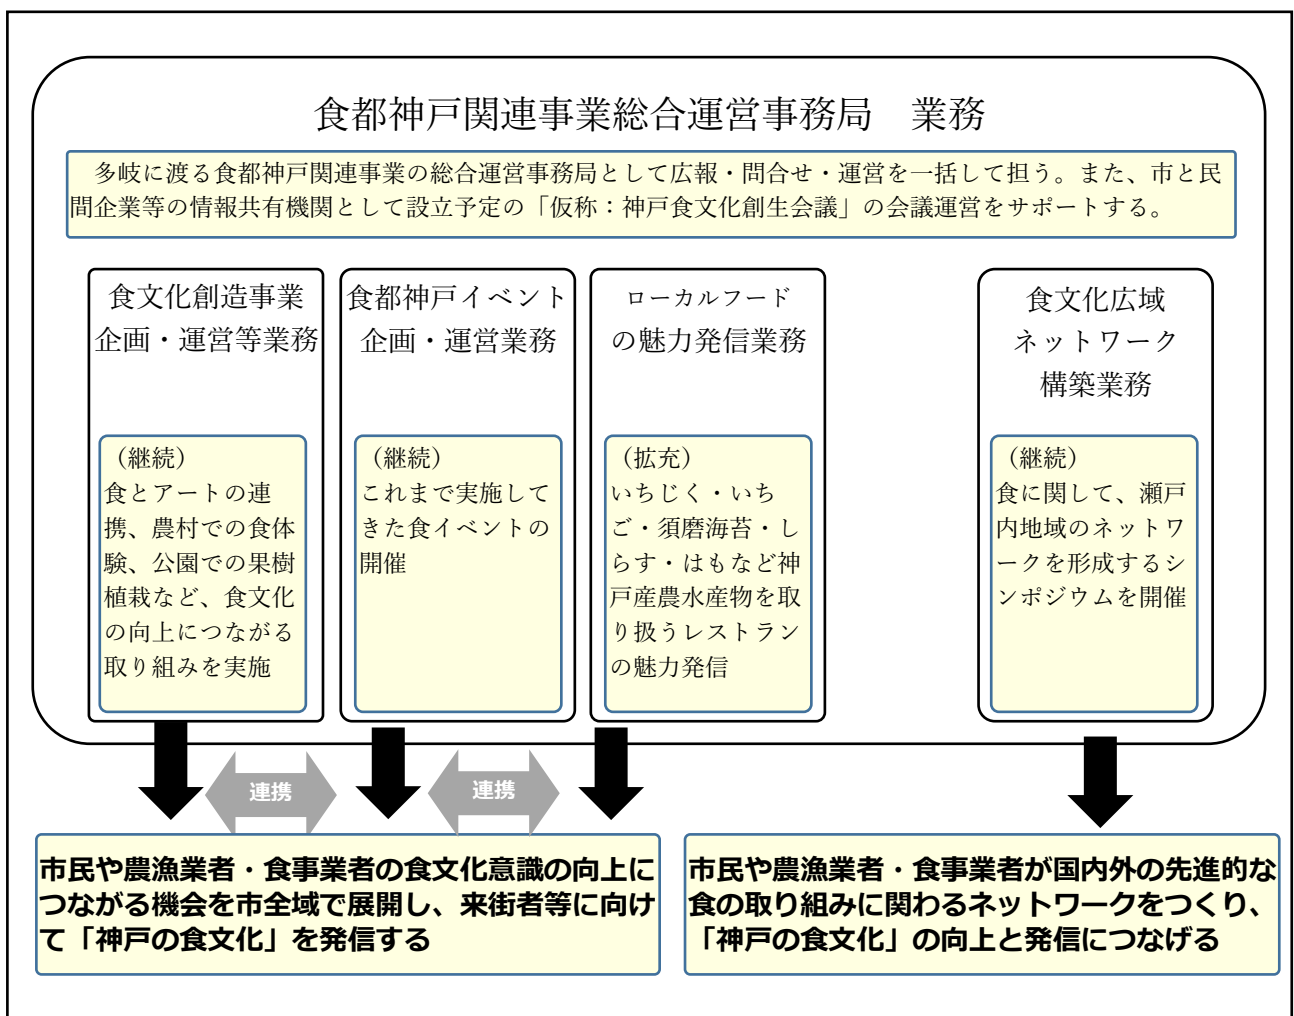 食都神戸関連事業総合運営事務局　業務
多岐に渡る食都神戸関連事業の総合運営事務局として広報・問合せ・運営を一括して担う。また、市と民
間企業等の情報共有機関として設立予定の「仮称：神戸食文化創生会議」の会議運営をサポートする。
食文化創造事業
企画・運営等業務
（継続）
食とアートの連
携、農村での食体
験、公園での果樹
植栽など、食文化
の向上につながる
取り組みを実施
食都神戸イベント
企画・運営業務
（継続）
これまで実施して
きた食イベントの
開催
ローカルフード
の魅力発信業務
（拡充）
いちじく・いち
ご・須磨海苔・し
らす・はもなど神
戸産農水産物を取
り扱うレストラン
の魅力発信
食文化広域
ネットワーク
構築業務
（継続）
食に関して、瀬戸
内地域のネットワ
ークを形成するシ
ンポジウムを開催
連携
連携
市民や農漁業者・食事業者の食文化意識の向上に
つながる機会を市全域で展開し、来街者等に向け
て「神戸の食文化」を発信する
市民や農漁業者・食事業者が国内外の先進的な
食の取り組みに関わるネットワークをつくり、
「神戸の食文化」の向上と発信につなげる